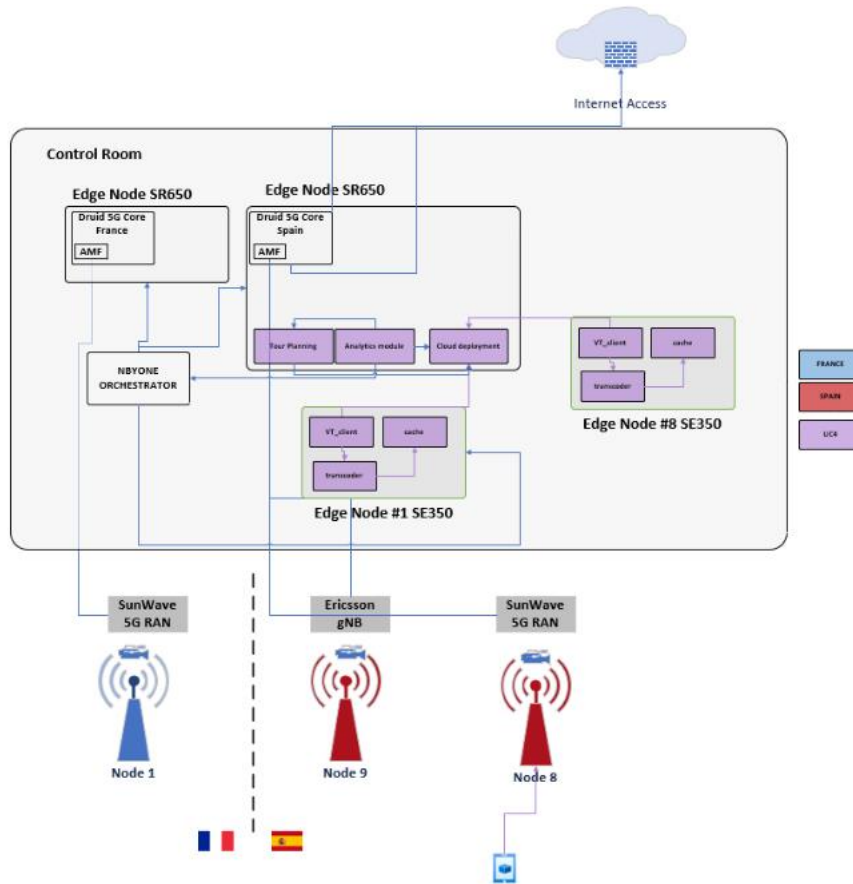 Internet Access
Control Room
Edge Node SR650
Druid 5G Core
France
AMF
Edge Node SR650
Druid 5G Core
Spain
AMF
Tour Planning
Analytics module
Cloud deployment
NBYONE
ORCHESTRATOR
VT_client
cache
transcoder
Edge Node #8 SE350
VT_client
cache
transcoder
Edge Node #1 SE350
FRANCE
SPAIN
UC4
SunWave
5G RAN
Ericsson
gNB
SunWave
5G RAN
Node 1
Node 9
Node 8